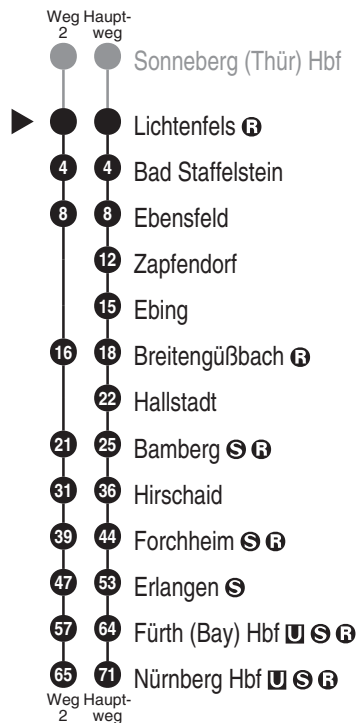 Weg Haupt-
2 weg
Sonneberg (Thür) Hbf
Lichtenfels R
4 4 Bad Staffelstein
8 8 Ebensfeld
12 Zapfendorf
15 Ebing
16 18 Breitengüßbach R
22 Hallstadt
21 25 Bamberg S R
31 36 Hirschaid
39 44 Forchheim S R
47 53 Erlangen S
57 64 Fürth (Bay) Hbf U S R
65 71 Nürnberg Hbf U S R
Weg Haupt-
2 weg